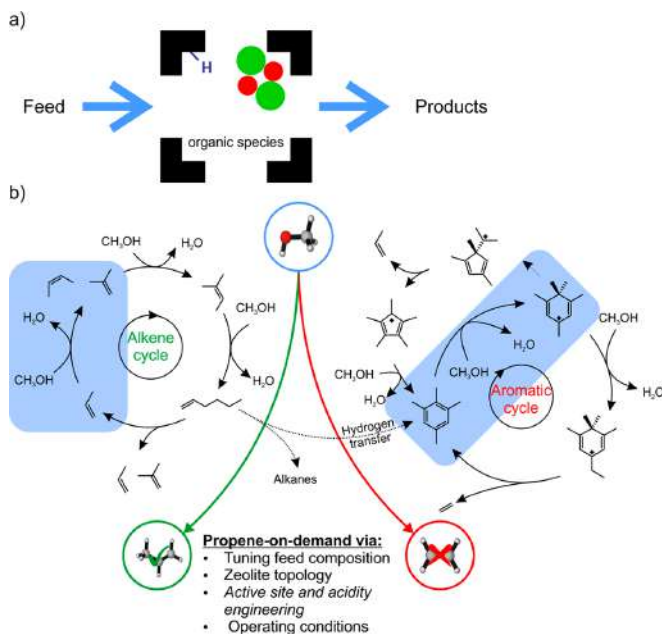 a)
H
Feed
Products
organic species
b)
CH₃OH
H₂O
CH₃OH
H₂O
Alkene
cycle
H₂O
CH₃OH
CH₃OH
H₂O
CH₃OH
H₂O
CH₃OH
H₂O
Aromatic
cycle
Hydrogen
transfer
Alkanes
Propene-on-demand via:
• Tuning feed composition
• Zeolite topology
• Active site and acidity
engineering
• Operating conditions